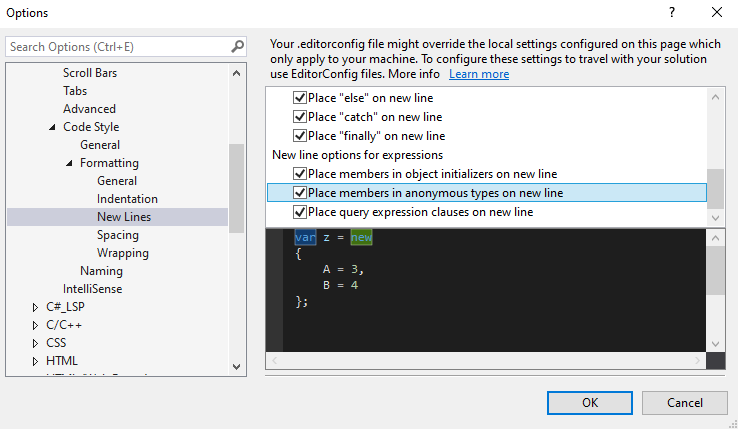 Options
?
Search Options (Ctrl+E)
Scroll Bars
Tabs
Advanced
Code Style
General
Formatting
General
Indentation
New Lines
Spacing
Wrapping
Naming
IntelliSense
C#_LSP
C/C++
CSS
HTML
Your .editorconfig file might override the local settings configured on this page which
only apply to your machine. To configure these settings to travel with your solution
use EditorConfig files. More info Learn more
Place "else" on new line
Place "catch" on new line
Place "finally" on new line
New line options for expressions
Place members in object initializers on new line
Place members in anonymous types on new line
Place query expression clauses on new line
var z = new
{
A = 3,
B = 4
};
OK
Cancel